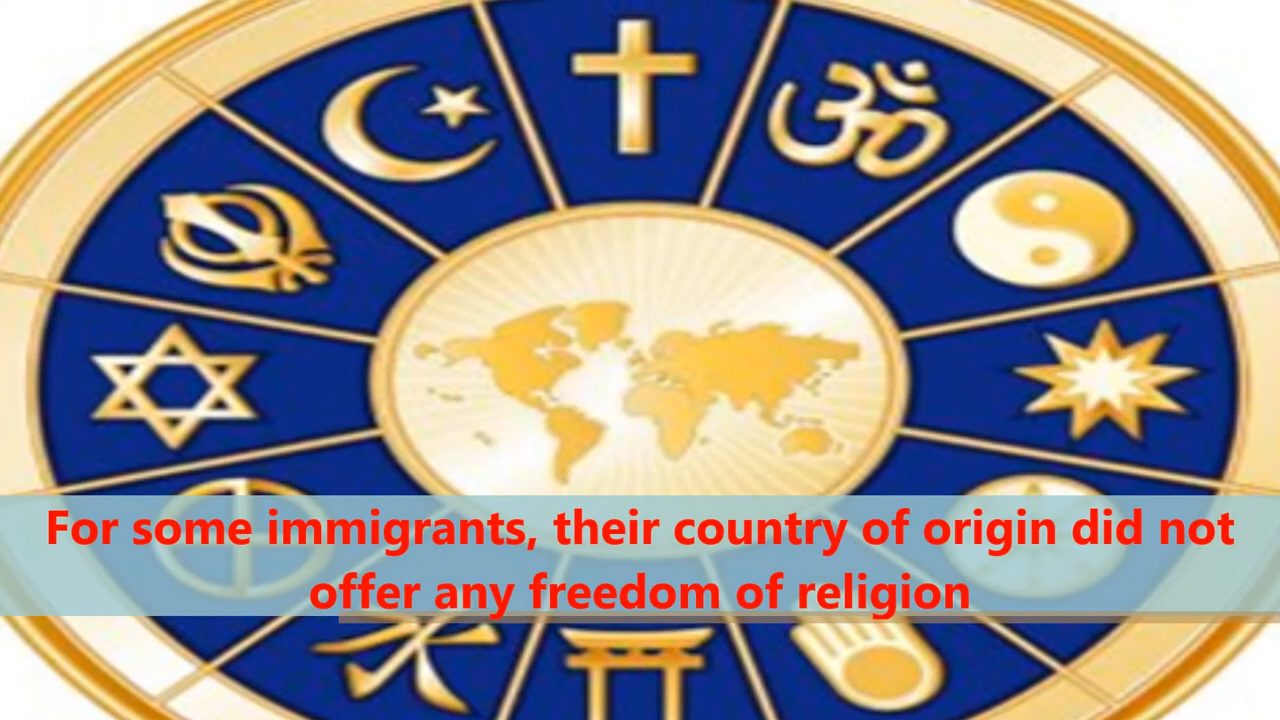 For some immigrants, their country of origin did not
offer any freedom of religion